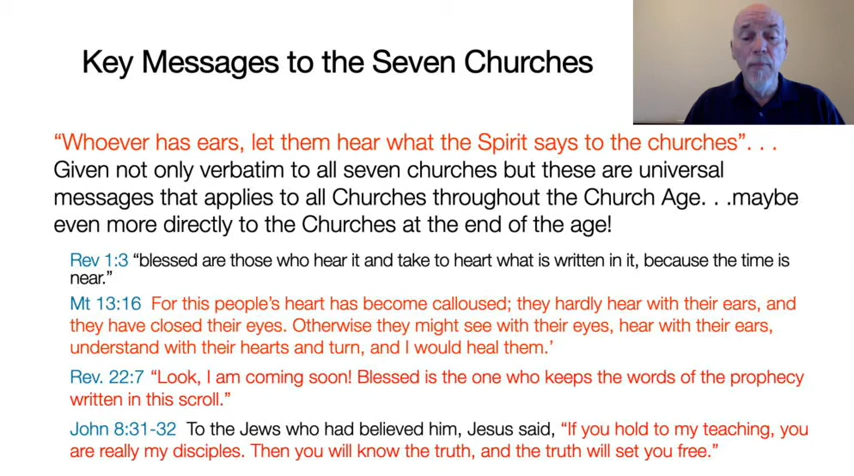 Key Messages to the Seven Churches
“Whoever has ears, let them hear what the Spirit says to the churches”. . .
Given not only verbatim to all seven churches but these are universal
messages that applies to all Churches throughout the Church Age. . .maybe
even more directly to the Churches at the end of the age!
Rev 1:3 “blessed are those who hear it and take to heart what is written in it, because the time is
near.”
Mt 13:16 For this people’s heart has become calloused; they hardly hear with their ears, and
they have closed their eyes. Otherwise they might see with their eyes, hear with their ears,
understand with their hearts and turn, and I would heal them.’
Rev. 22:7 “Look, I am coming soon! Blessed is the one who keeps the words of the prophecy
written in this scroll.”
John 8:31-32 To the Jews who had believed him, Jesus said, “If you hold to my teaching, you
are really my disciples. Then you will know the truth, and the truth will set you free.”